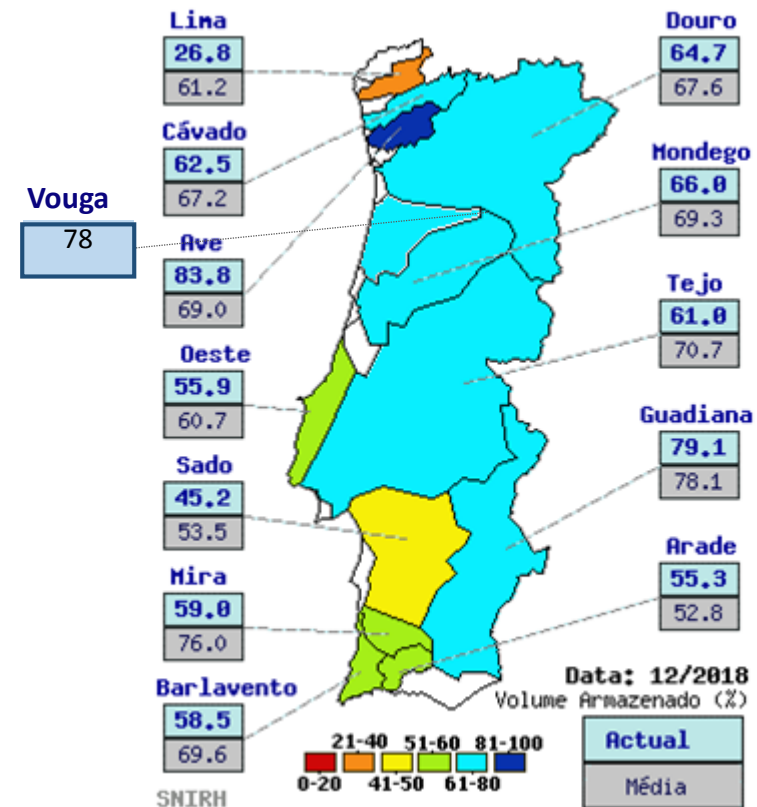 Lima
26.8
61.2
Cávado
62.5
67.2
Vouga
78
Ave
83.8
69.0
Oeste
55.9
60.7
Sado
45.2
53.5
Mira
59.0
76.0
Barlavento
58.5
69.6
SNIRH
Douro
64.7
67.6
Mondego
66.0
69.3
Tejo
61.0
70.7
Guadiana
79.1
78.1
Arade
55.3
52.8
Data: 12/2018
Volume Armazenado (%)
21-40 51-60 81-100
0-20 41-50 61-80
Actual
Média